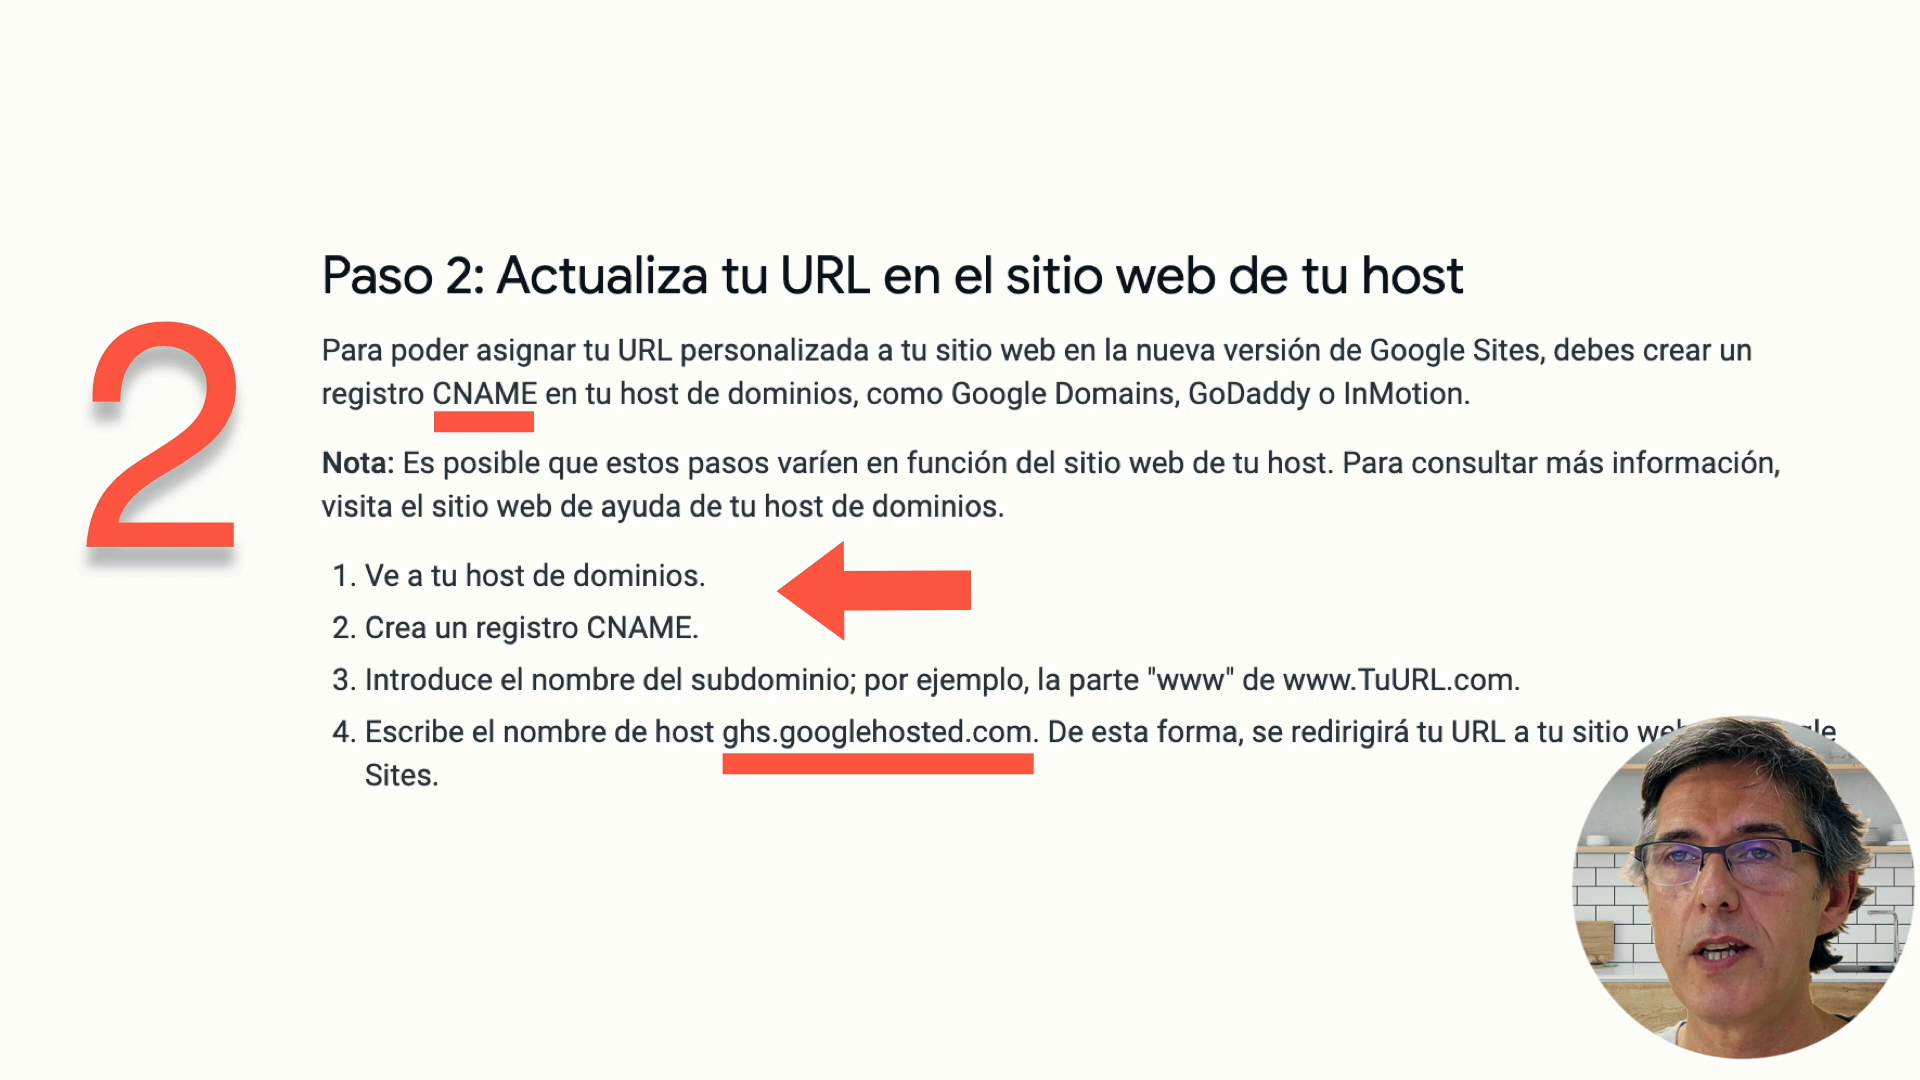 2
Paso 2: Actualiza tu URL en el sitio web de tu host
Para poder asignar tu URL personalizada a tu sitio web en la nueva versión de Google Sites, debes crear un
registro CNAME en tu host de dominios, como Google Domains, GoDaddy o InMotion.
Nota: Es posible que estos pasos varíen en función del sitio web de tu host. Para consultar más información,
visita el sitio web de ayuda de tu host de dominios.
1. Ve a tu host de dominios.
2. Crea un registro CNAME.
3. Introduce el nombre del subdominio; por ejemplo, la parte "www" de www.TuURL.com.
4. Escribe el nombre de host ghs.googlehosted.com. De esta forma, se redirigirá tu URL a tu sitio
Sites.